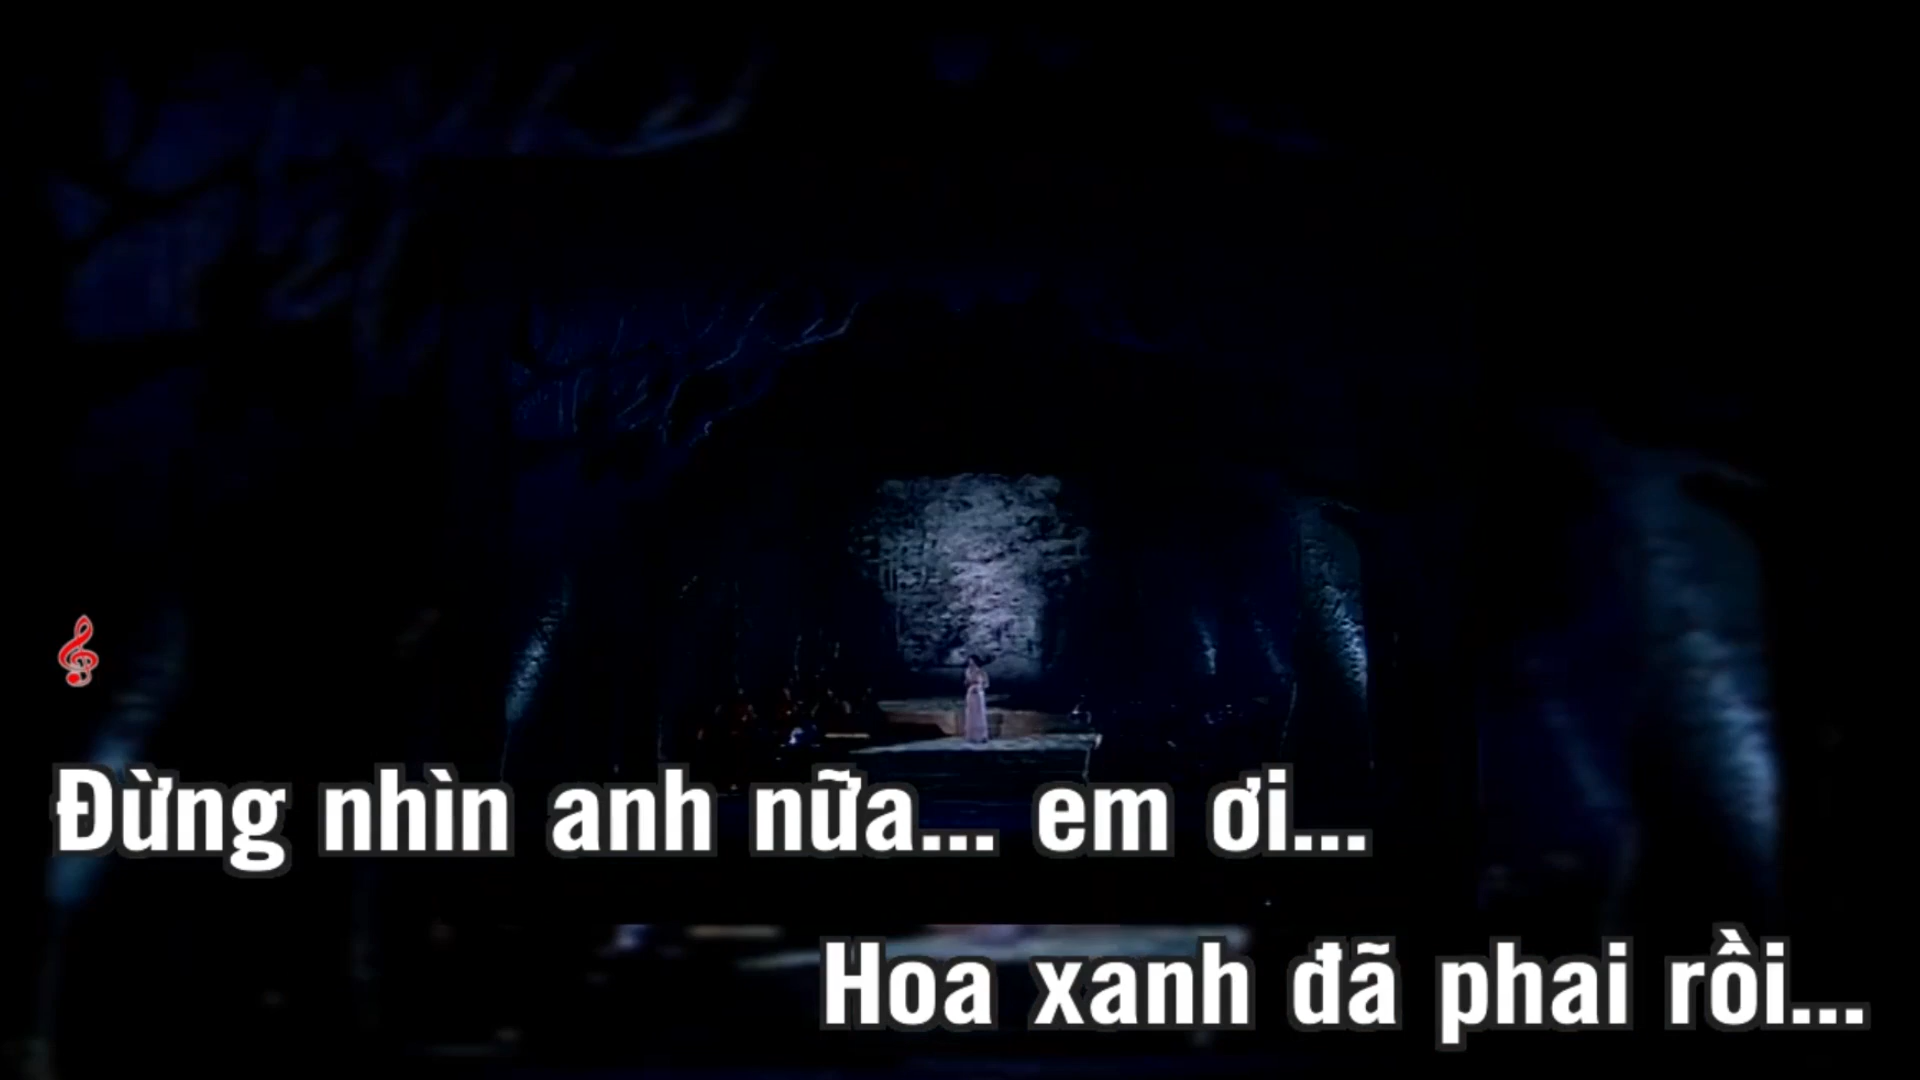 Đừng nhìn anh nữa... em ơi...
Hoa xanh đã phai rồi...